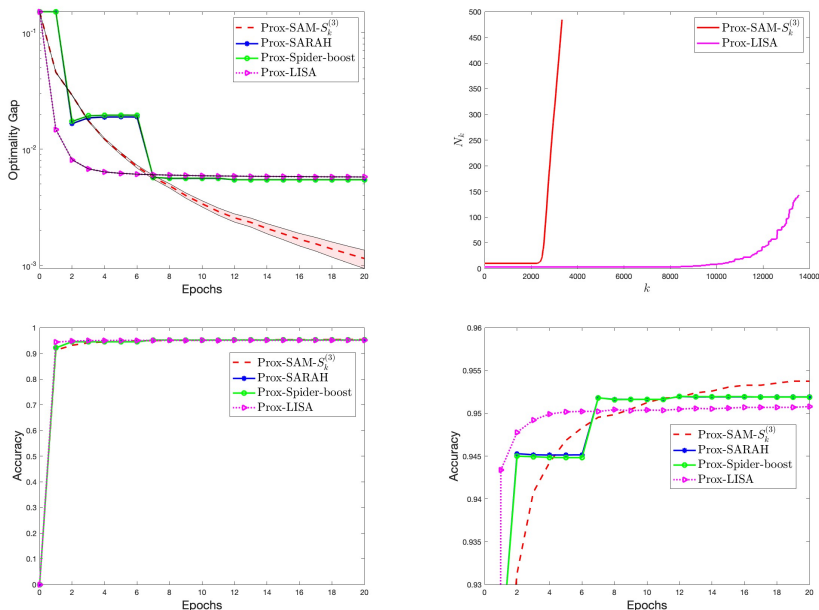 Prox-SAM-$S_k^{(3)}$
Prox-SARAH
Prox-Spider-boost
Prox-LISA
10^{-1}
10^{-2}
10^{-3}
Optimality Gap
0 2 4 6 8 10 12 14 16 18 20
Epochs
Prox-SAM-$S_k^{(3)}$
Prox-LISA
500
450
400
350
300
250
200
150
100
50
0
$N_k$
0 2000 4000 6000 8000 10000 12000 14000
$k$
1
0.9
0.8
0.7
0.6
0.5
0.4
0.3
0.2
0.1
0
Accuracy
Prox-SAM-$S_k^{(3)}$
Prox-SARAH
Prox-Spider-boost
Prox-LISA
0 2 4 6 8 10 12 14 16 18 20
Epochs
0.96
0.955
0.95
0.945
0.94
0.935
0.93
Accuracy
Prox-SAM-$S_k^{(3)}$
Prox-SARAH
Prox-Spider-boost
Prox-LISA
0 2 4 6 8 10 12 14 16 18 20
Epochs